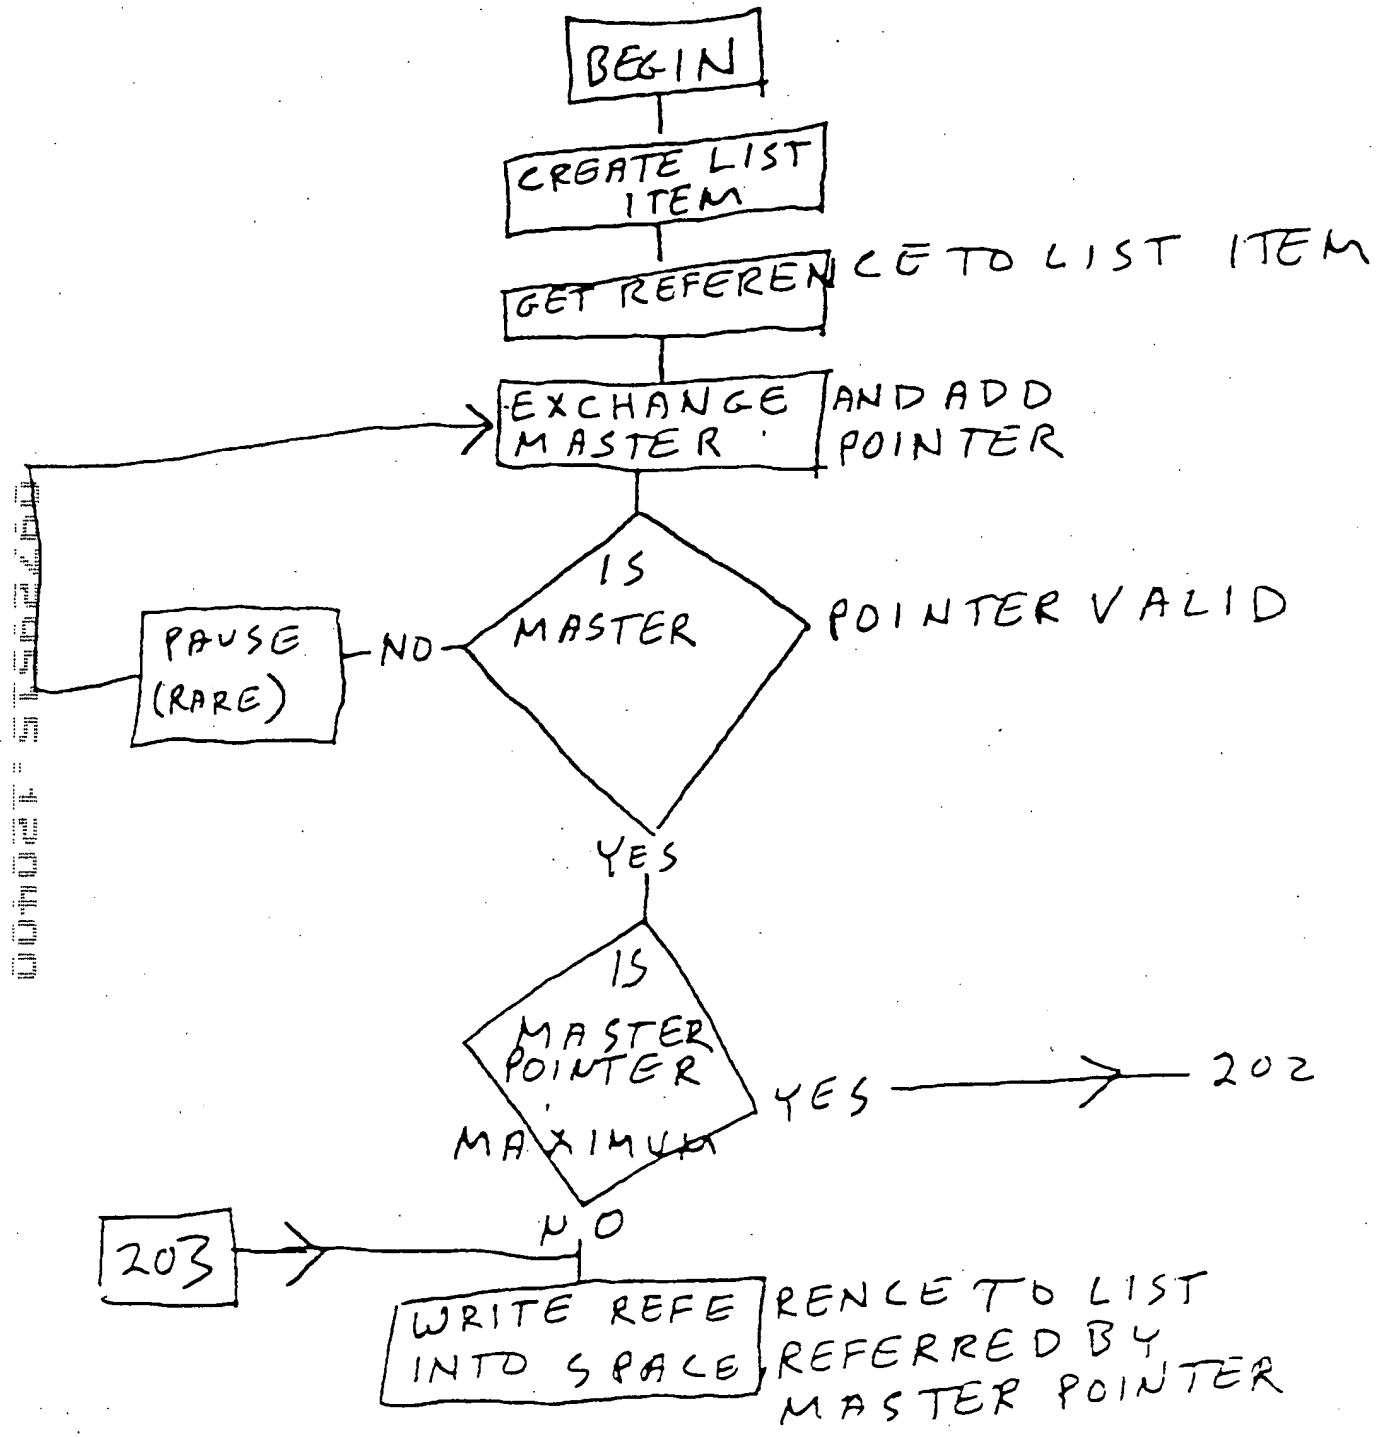 BEGIN
CREATE LIST
ITEM
GET REFERENCE TO LIST ITEM
EXCHANGE AND ADD
MASTER POINTER
IS
MASTER POINTER VALID
NO
PAUSE
(RARE)
YES
IS
MASTER
POINTER
MAXIMUM
YES
202
NO
203
WRITE REFERENCE TO LIST
INTO SPACE REFERRED BY
MASTER POINTER